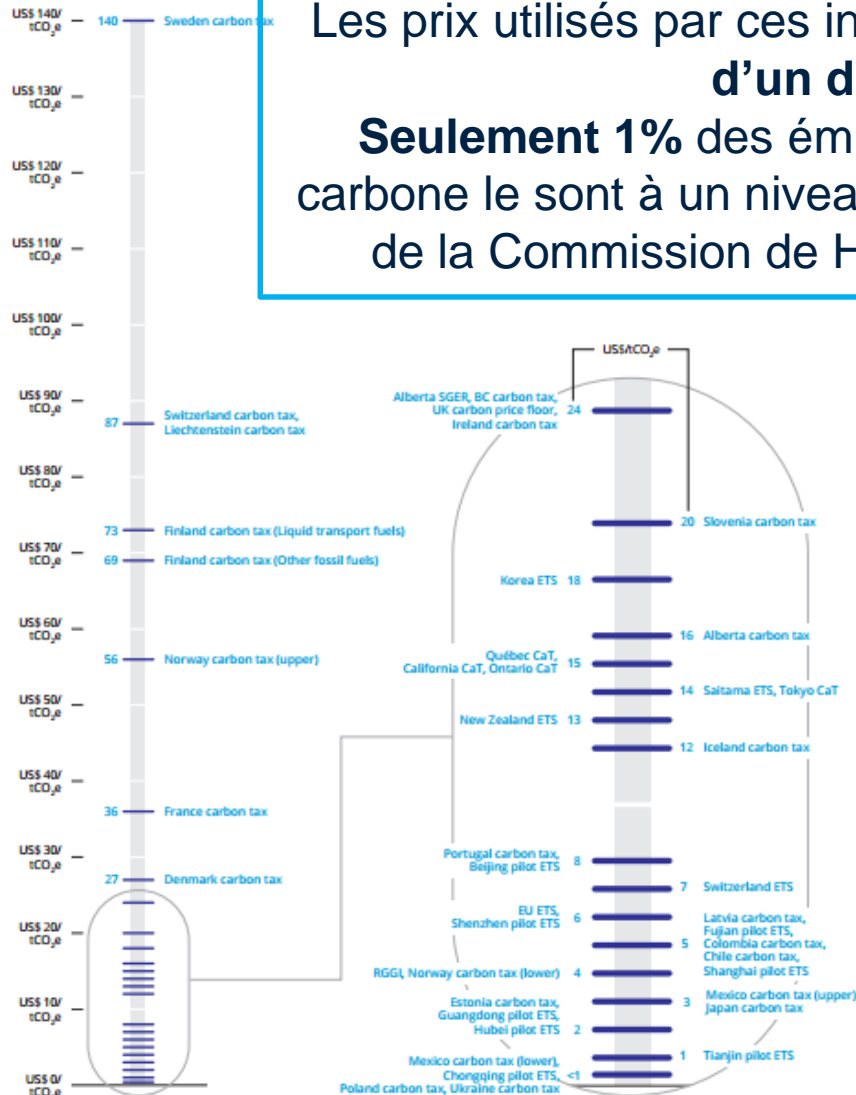 Les prix utilisés par ces in
d'un d
Seulement 1% des ém
carbone le sont à un nivea
de la Commission de H
US$ 140/
tCO₂e
140
Sweden carbon tax
US$ 130/
tCO₂e
US$ 120/
tCO₂e
US$ 110/
tCO₂e
US$ 100/
tCO₂e
US$ 90/
tCO₂e
87
Switzerland carbon tax,
Liechtenstein carbon tax
US$ 80/
tCO₂e
73
Finland carbon tax (Liquid transport fuels)
US$ 70/
tCO₂e
69
Finland carbon tax (Other fossil fuels)
US$ 60/
tCO₂e
56
Norway carbon tax (upper)
US$ 50/
tCO₂e
US$ 40/
tCO₂e
36
France carbon tax
US$ 30/
tCO₂e
27
Denmark carbon tax
US$ 20/
tCO₂e
US$ 10/
tCO₂e
US$ 0/
tCO₂e
US$/tCO₂e
Alberta SGER, BC carbon tax,
UK carbon price floor,
Ireland carbon tax
24
20 Slovenia carbon tax
Korea ETS 18
16 Alberta carbon tax
Québec CaT,
California CaT, Ontario CaT
15
14 Saitama ETS, Tokyo CaT
New Zealand ETS 13
12 Iceland carbon tax
Portugal carbon tax,
Beijing pilot ETS
8
7 Switzerland ETS
EU ETS,
Shenzhen pilot ETS
6
Latvia carbon tax,
Fujian pilot ETS,
5 Colombia carbon tax,
Chile carbon tax,
Shanghai pilot ETS
RGGI, Norway carbon tax (lower) 4
3 Mexico carbon tax (upper)
Japan carbon tax
Estonia carbon tax,
Guangdong pilot ETS,
Hubei pilot ETS 2
1 Tianjin pilot ETS
Mexico carbon tax (lower),
Chongqing pilot ETS, <1
Poland carbon tax, Ukraine carbon tax